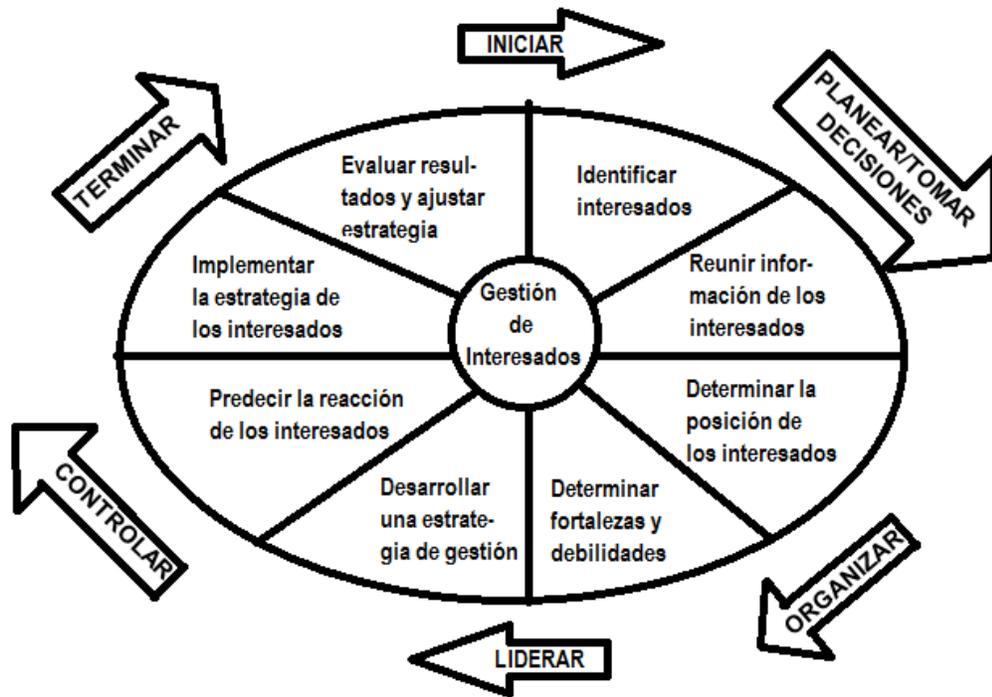 INICIAR
PLANEAR/TOMAR
DECISIONES
ORGANIZAR
LIDERAR
CONTROLAR
TERMINAR
Gestión
de
Interesados
Identificar
interesados
Reunir infor-
mación de los
interesados
Determinar la
posición de
los interesados
Determinar
fortalezas y
debilidades
Desarrollar
una estrate-
gia de gestión
Predecir la reacción
de los interesados
Implementar
la estrategia de
los interesados
Evaluar resul-
tados y ajustar
estrategia